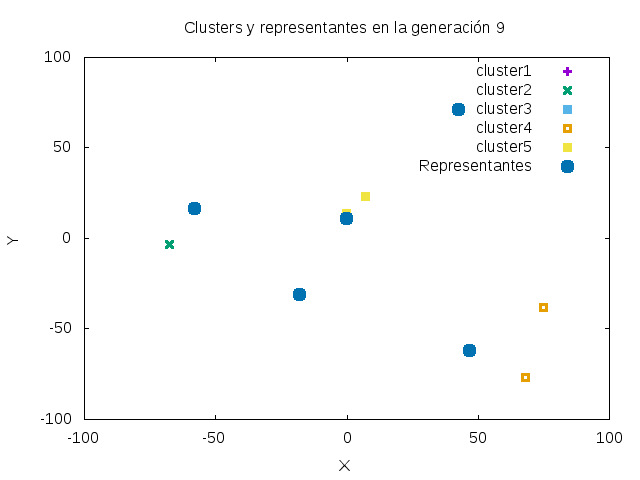 Clusters y representantes en la generación 9
100
50
0
-50
-100
-100
-50
0
50
100
X
Y
cluster1
cluster2
cluster3
cluster4
cluster5
Representantes